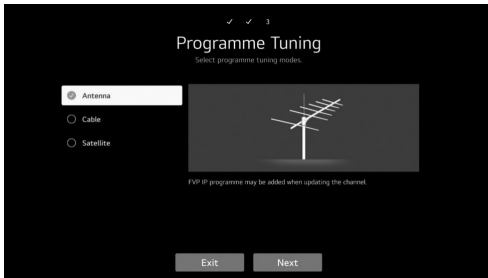 ✓ ✓ 3
Programme Tuning
Select programme tuning modes.
Antenna
Cable
Satellite
FVP IP programme may be added when updating the channel.
Exit Next